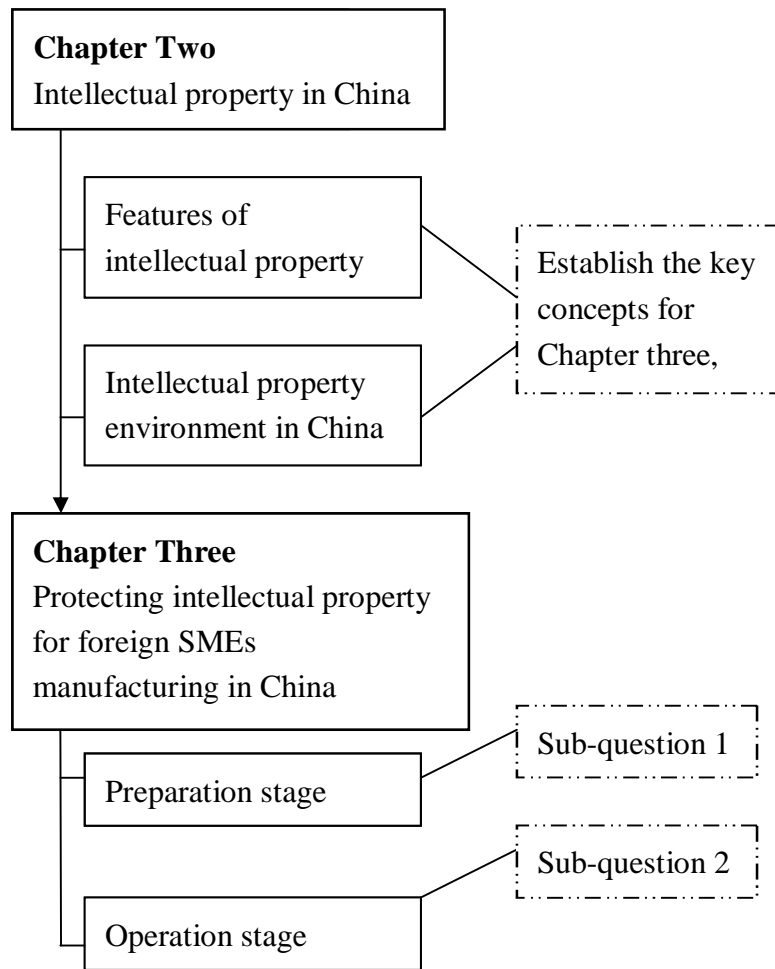 Chapter Two
Intellectual property in China
Features of
intellectual property
Establish the key
concepts for
Chapter three,
Intellectual property
environment in China
Chapter Three
Protecting intellectual property
for foreign SMEs
manufacturing in China
Sub-question 1
Preparation stage
Sub-question 2
Operation stage